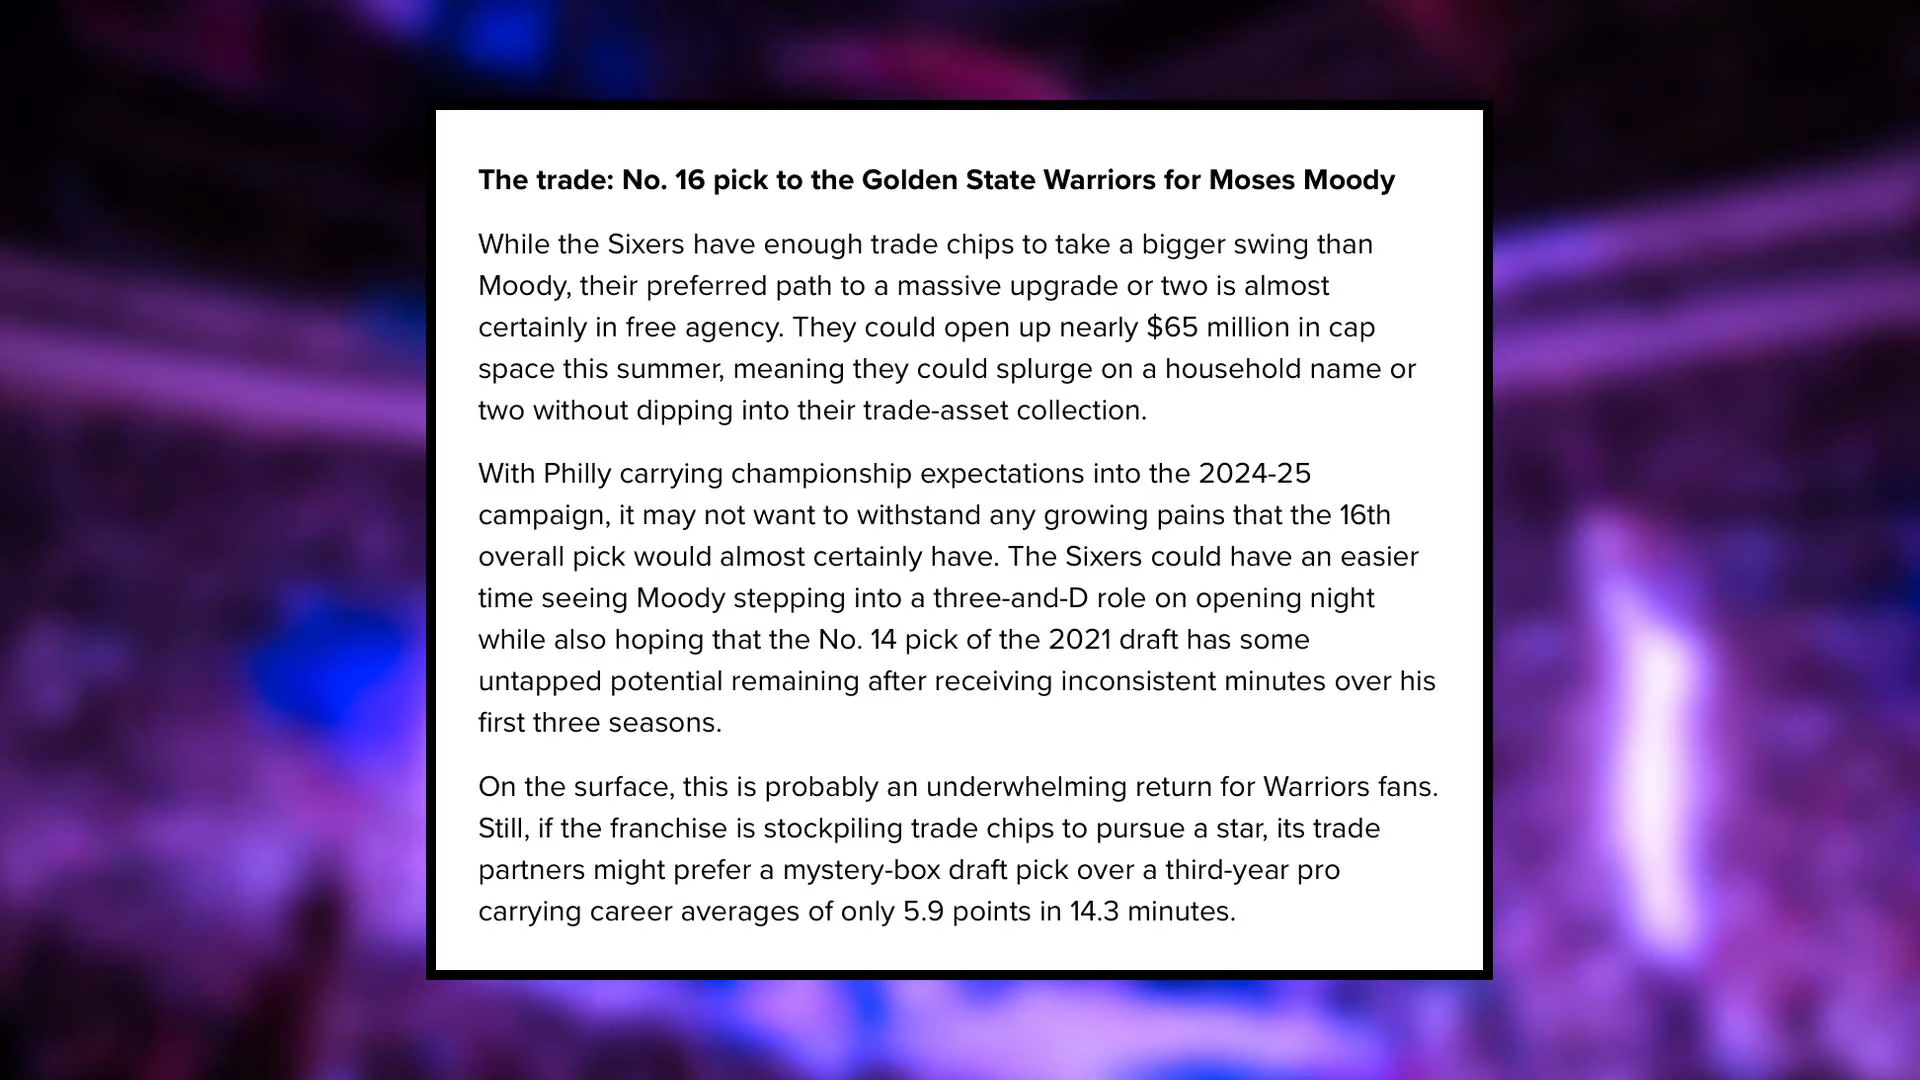 The trade: No. 16 pick to the Golden State Warriors for Moses Moody
While the Sixers have enough trade chips to take a bigger swing than
Moody, their preferred path to a massive upgrade or two is almost
certainly in free agency. They could open up nearly $65 million in cap
space this summer, meaning they could splurge on a household name or
two without dipping into their trade-asset collection.
With Philly carrying championship expectations into the 2024-25
campaign, it may not want to withstand any growing pains that the 16th
overall pick would almost certainly have. The Sixers could have an easier
time seeing Moody stepping into a three-and-D role on opening night
while also hoping that the No. 14 pick of the 2021 draft has some
untapped potential remaining after receiving inconsistent minutes over his
first three seasons.
On the surface, this is probably an underwhelming return for Warriors fans.
Still, if the franchise is stockpiling trade chips to pursue a star, its trade
partners might prefer a mystery-box draft pick over a third-year pro
carrying career averages of only 5.9 points in 14.3 minutes.